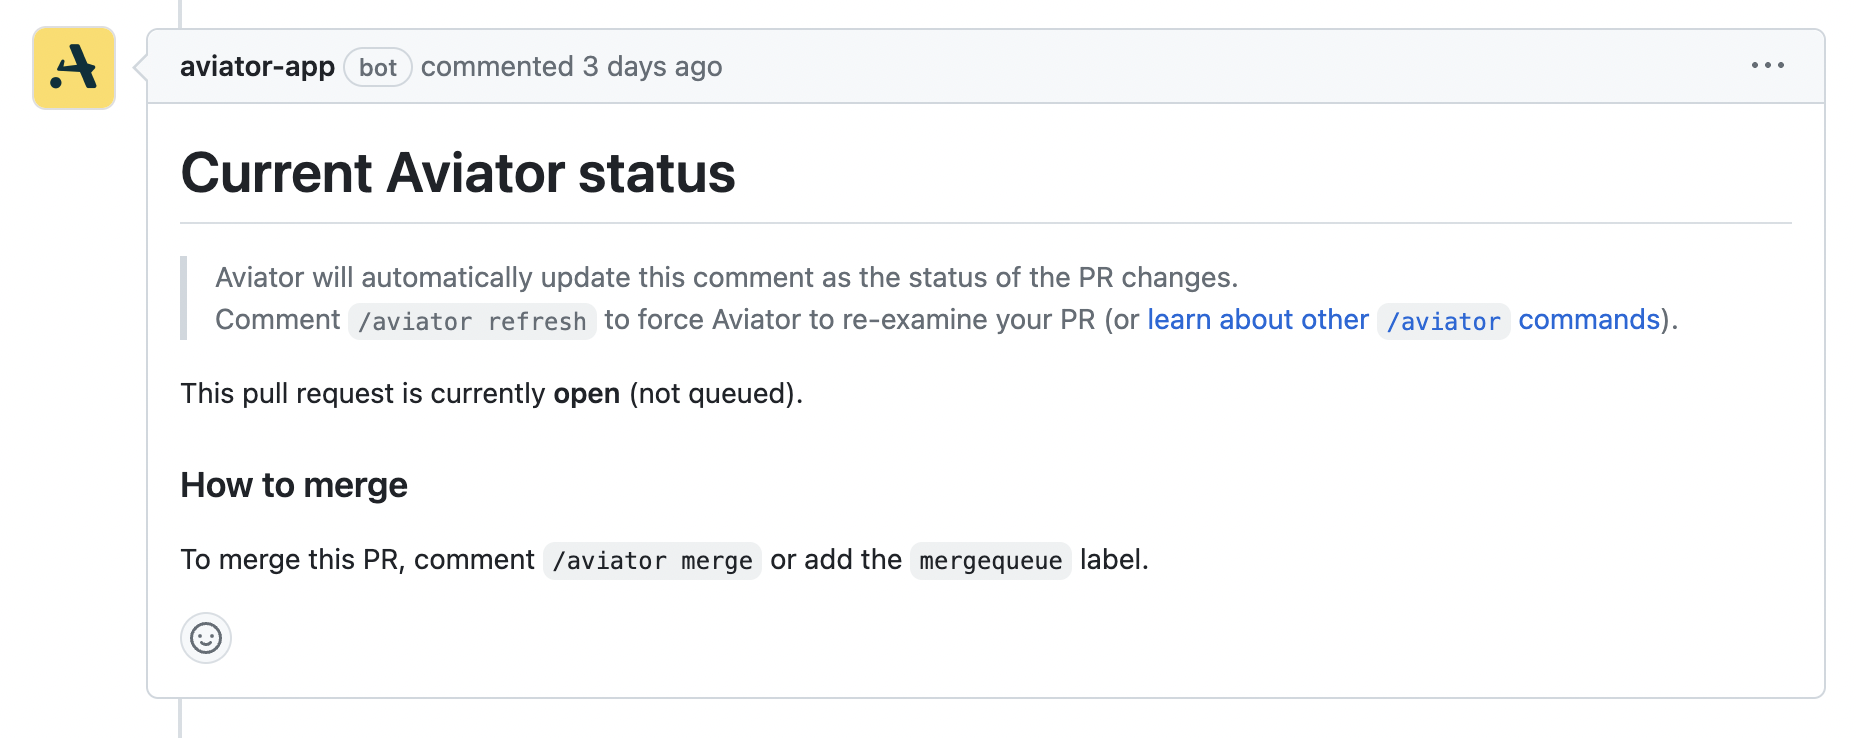 aviator-app bot commented 3 days ago
Current Aviator status
Aviator will automatically update this comment as the status of the PR changes.
Comment /aviator refresh to force Aviator to re-examine your PR (or learn about other /aviator commands).
This pull request is currently open (not queued).
How to merge
To merge this PR, comment /aviator merge or add the mergequeue label.